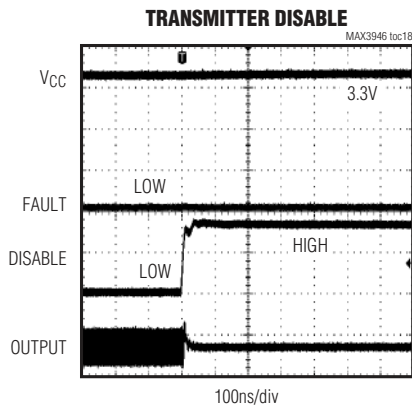 TRANSMITTER DISABLE
MAX3946 toc18
VCC
3.3V
LOW
FAULT
HIGH
DISABLE
LOW
OUTPUT
100ns/div